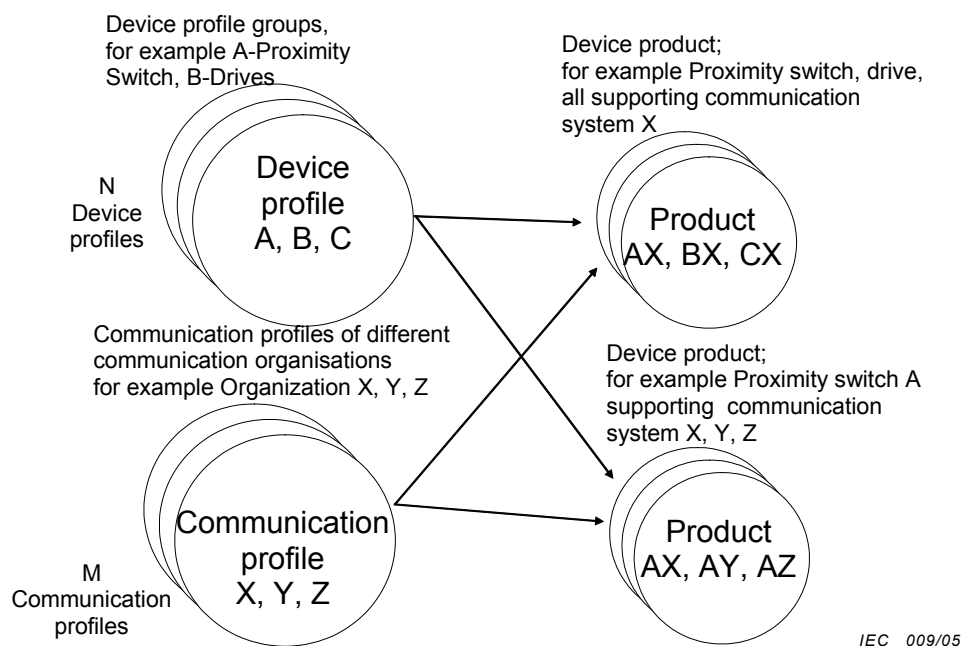 Device profile groups,
for example A-Proximity
Switch, B-Drives
Device product;
for example Proximity switch, drive,
all supporting communication
system X
N
Device
profiles
Device
profile
A, B, C
Product
AX, BX, CX
Communication profiles of different
communication organisations
for example Organization X, Y, Z
Device product;
for example Proximity switch A
supporting communication
system X, Y, Z
M
Communication
profiles
Communication
profile
X, Y, Z
Product
AX, AY, AZ
IEC 009/05